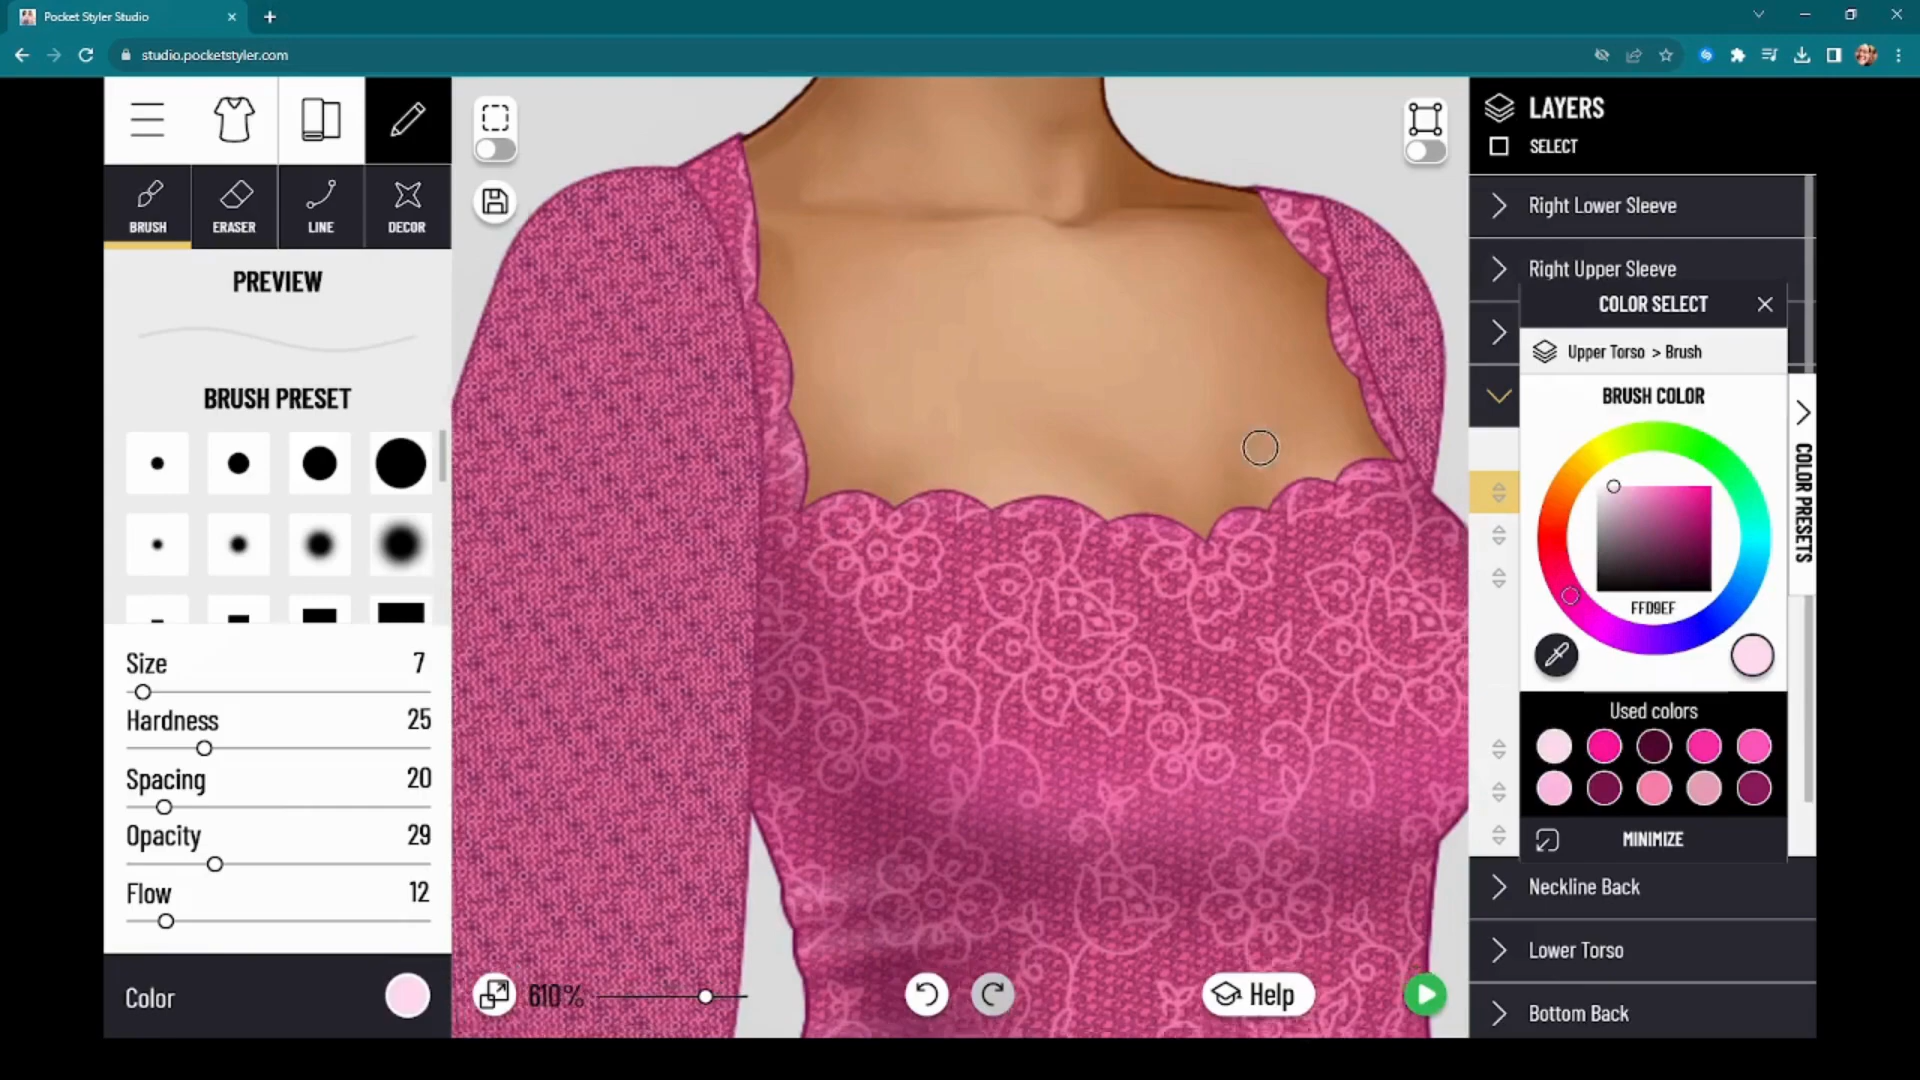 Pocket Styler Studio
studio.pocketstyler.com
BRUSH
ERASER
LINE
DECOR
PREVIEW
BRUSH PRESET
Size 7
Hardness 25
Spacing 20
Opacity 29
Flow 12
Color
610%
Help
LAYERS
SELECT
Right Lower Sleeve
Right Upper Sleeve
COLOR SELECT
Upper Torso > Brush
BRUSH COLOR
FFD9EF
COLOR PRESETS
Used colors
MINIMIZE
Neckline Back
Lower Torso
Bottom Back